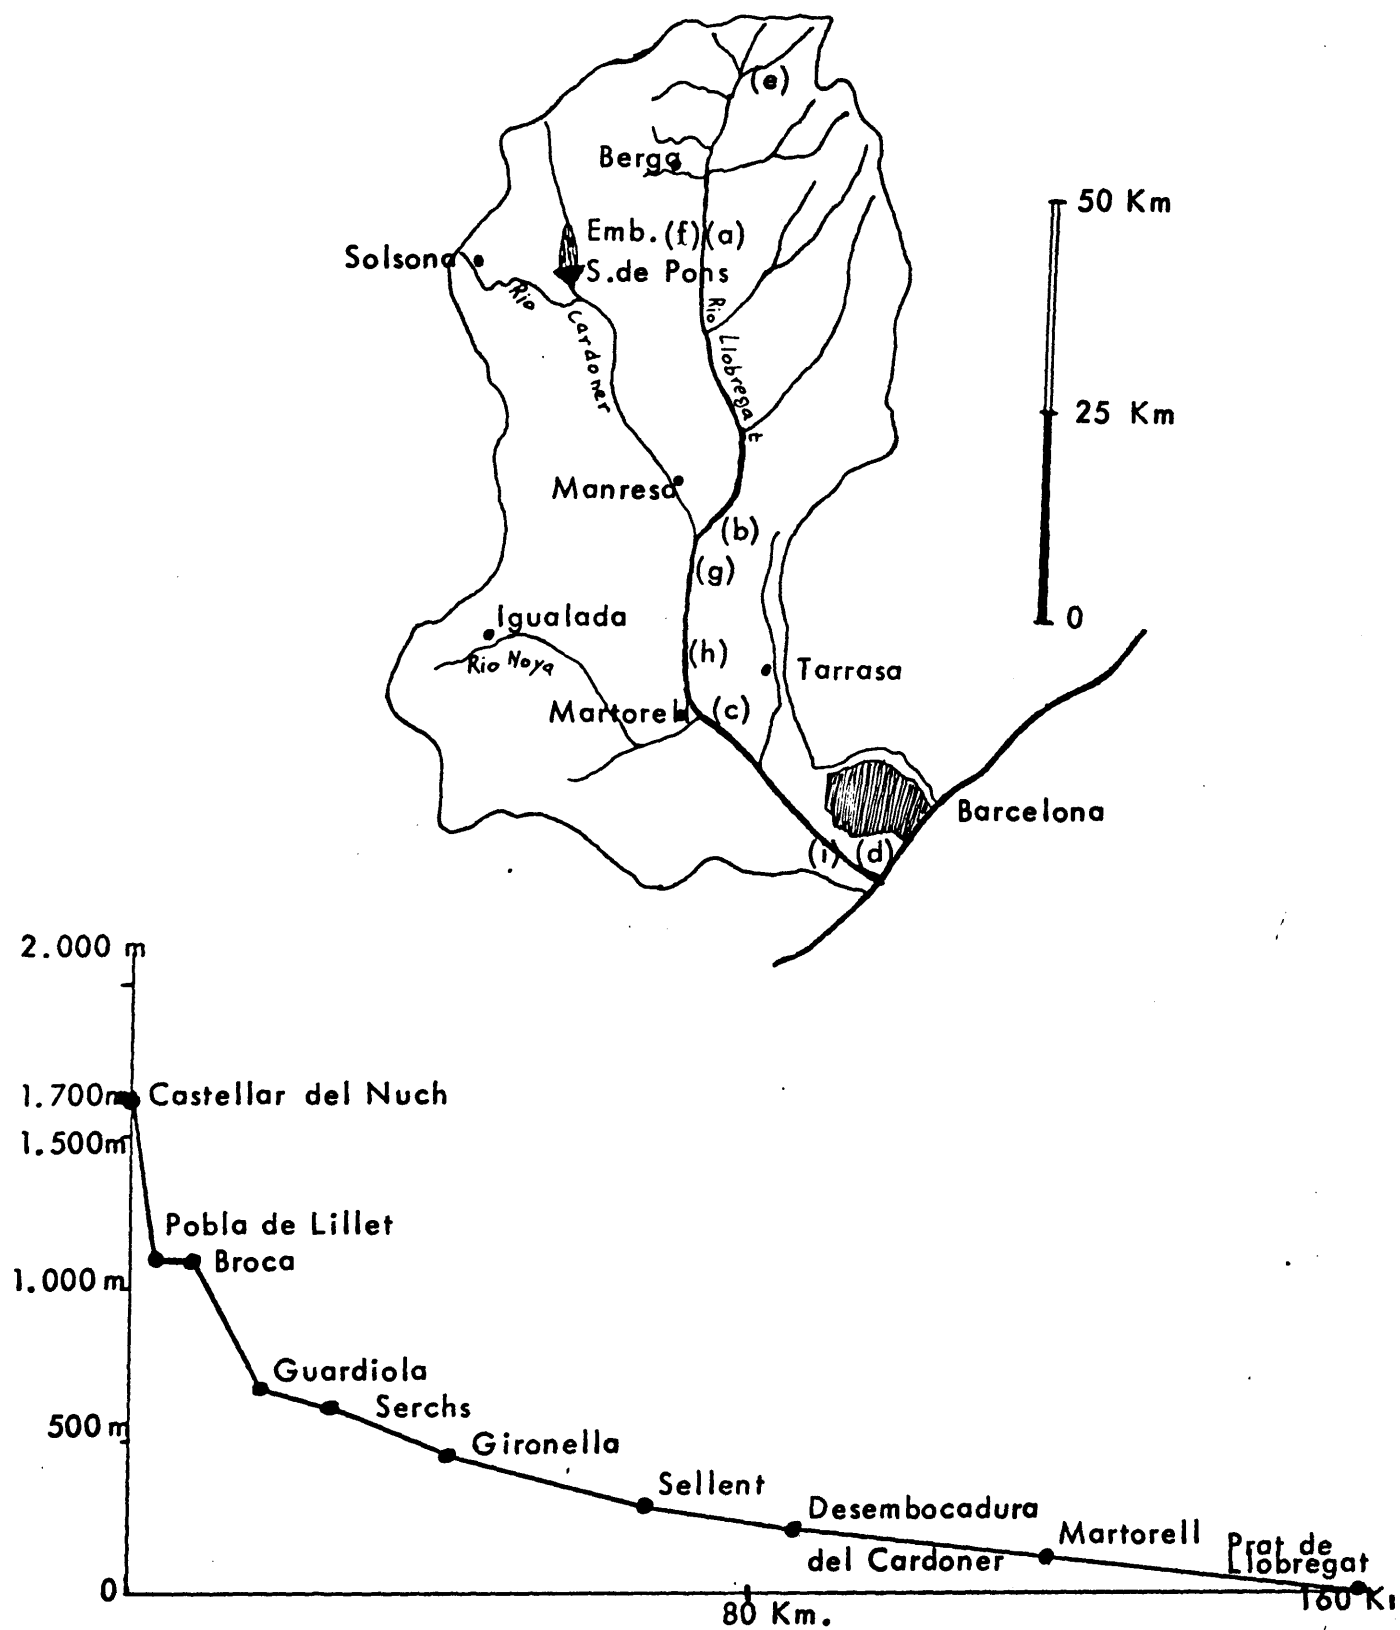 (e)
Berga
50 Km
Emb. (f) (a)
Solsona
S. de Pons
Rio
Cardoner
Rio
Llobregat
25 Km
Manresa
(b)
(g)
Igualada
0
Rio Noya
(h)
Tarrasa
Martorell
(c)
Barcelona
(i) (d)
2.000 m
1.700m
Castellar del Nuch
1.500m
Pobla de Lillet
Broca
1.000 m
Guardiola
Serchs
500 m
Gironella
Sellent
Desembocadura
del Cardoner
Martorell
Prat de
Llobregat
0
80 Km.
160 K